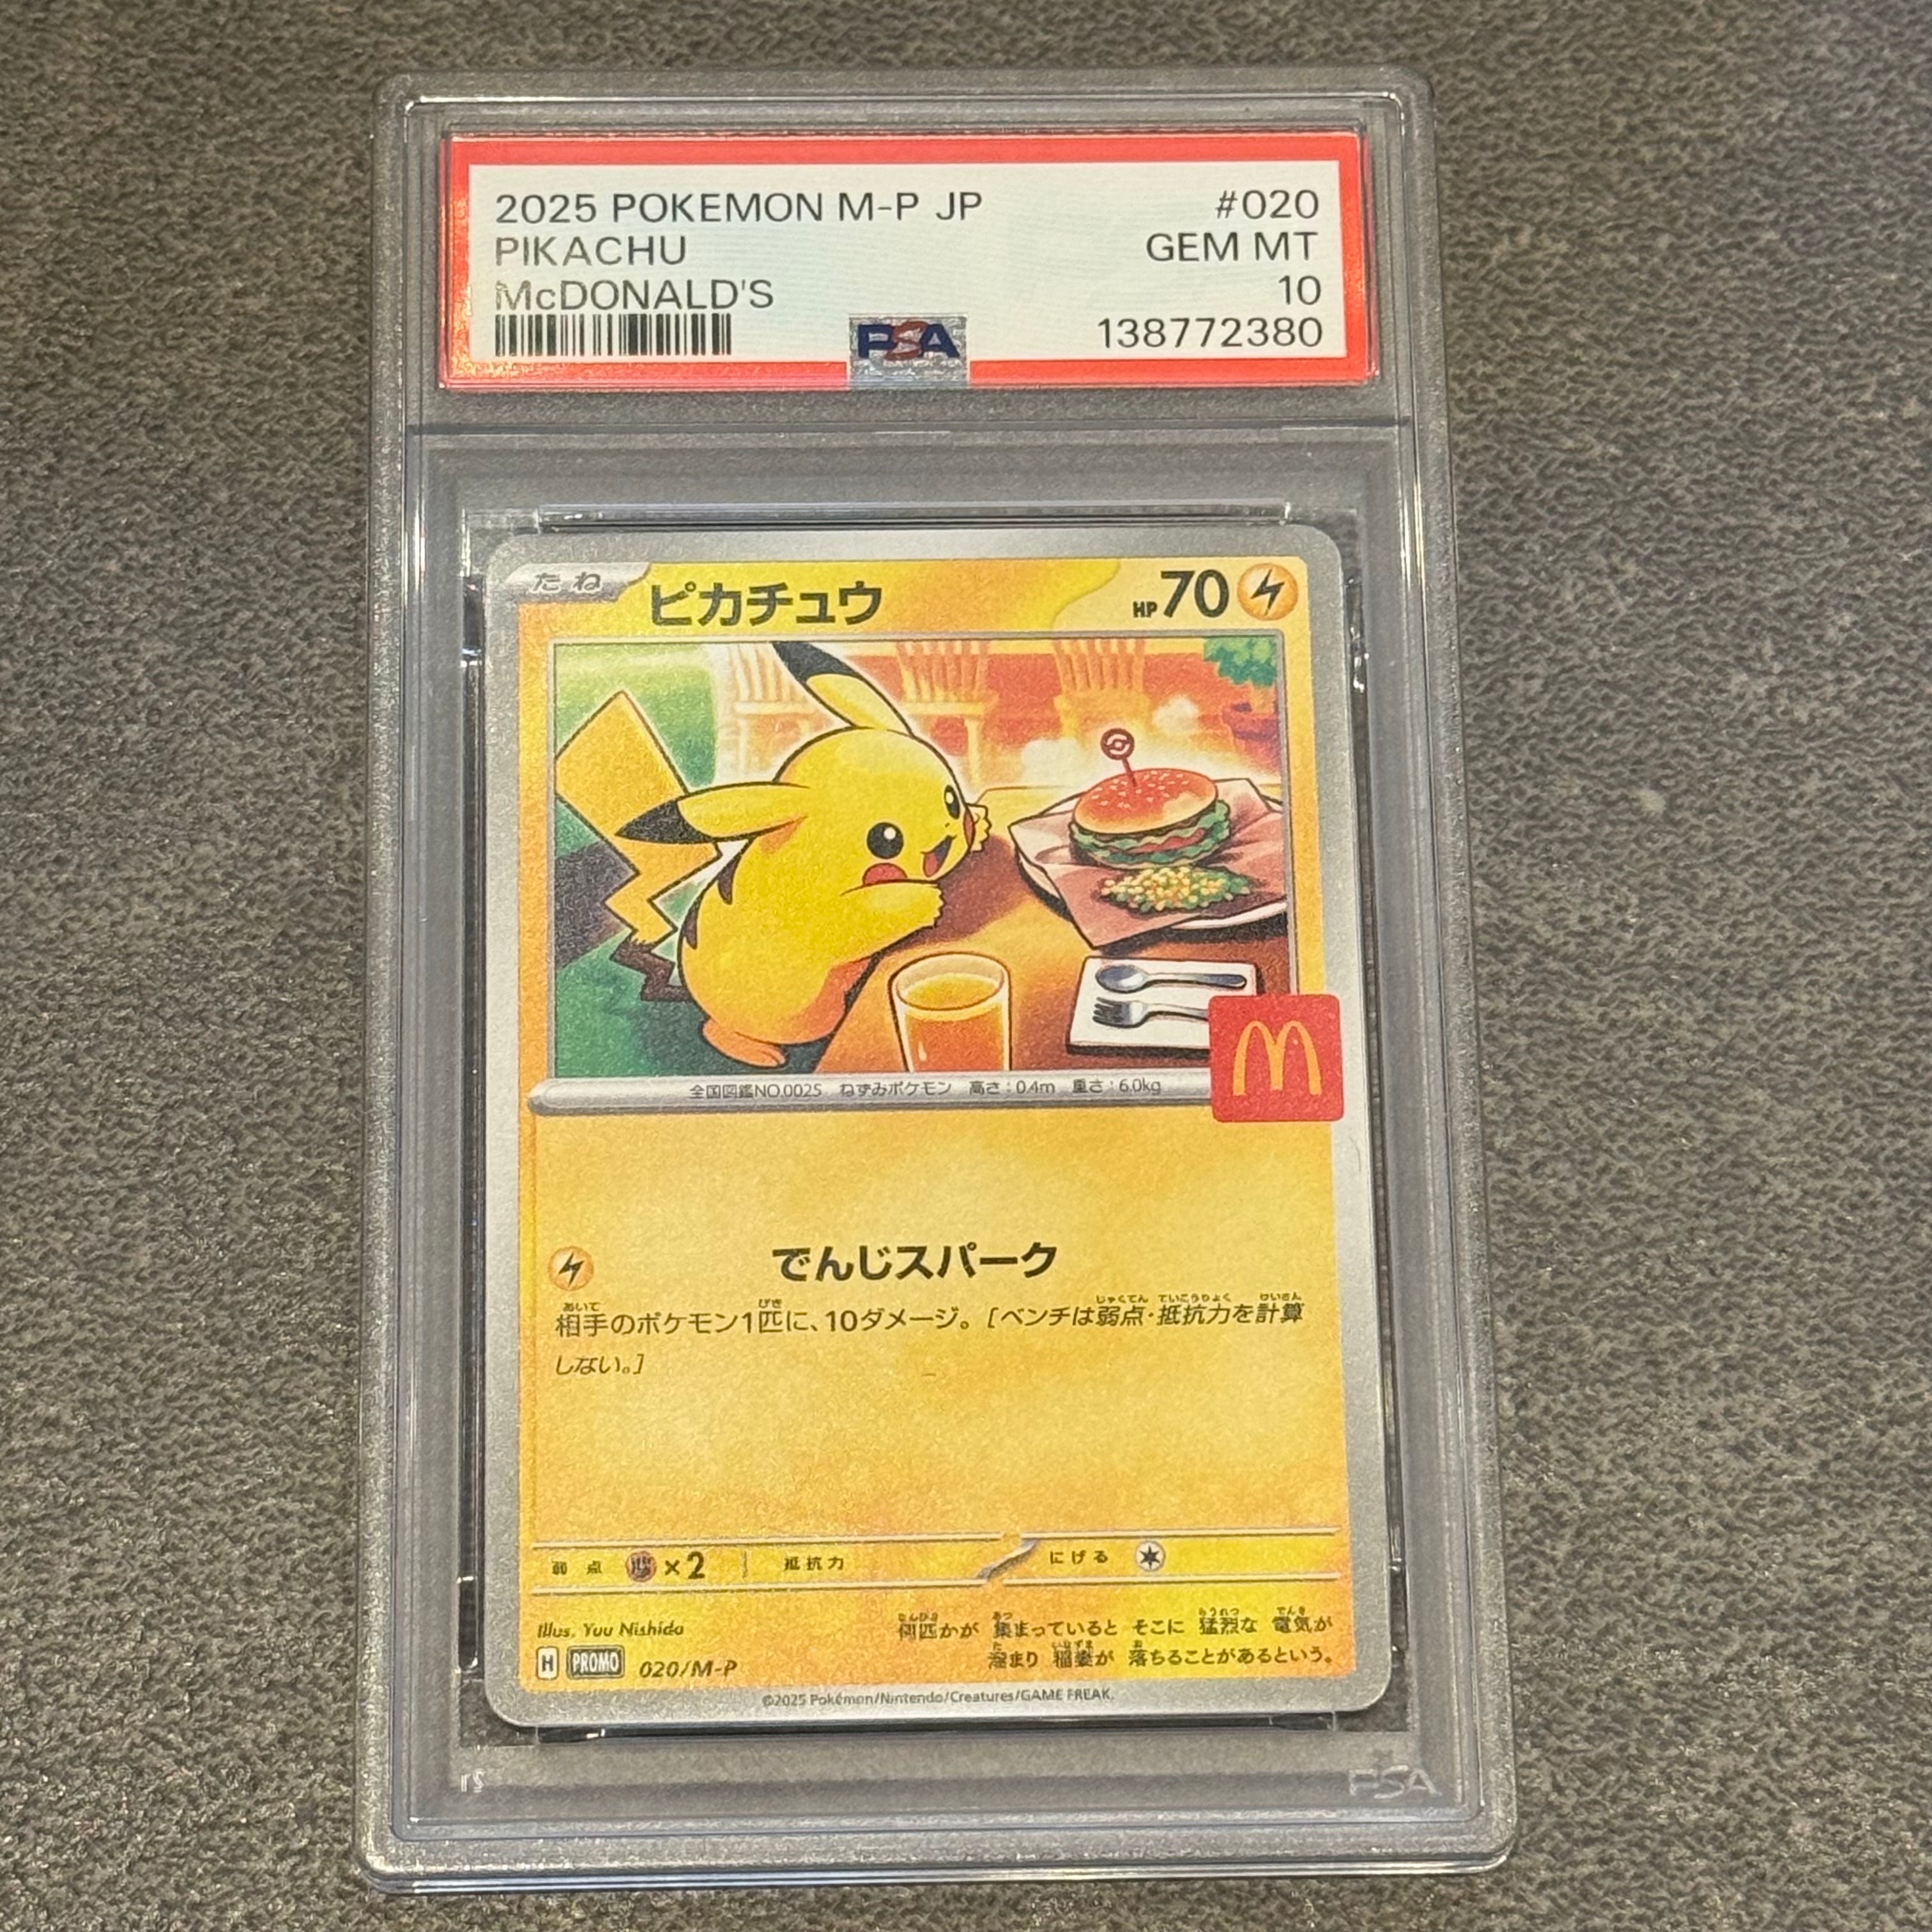 2025 POKEMON M-P JP #020
PIKACHU GEM MT
McDONALD'S 10
PSA 138772380
たね ピカチュウ HP70
全国図鑑NO.0025 ねずみポケモン 高さ:0.4m 重さ:6.0kg
でんじスパーク
相手のポケモン1匹に、10ダメージ。[ベンチは弱点・抵抗力を計算
しない。]
弱点 ×2 抵抗力 にげる
Illus. Yuu Nishida
何匹かが 集まっていると そこに 猛烈な 電気が
溜まり 稲妻が 落ちることがあるという。
H PROMO 020/M-P
©2025 Pokémon/Nintendo/Creatures/GAME FREAK.
PSA